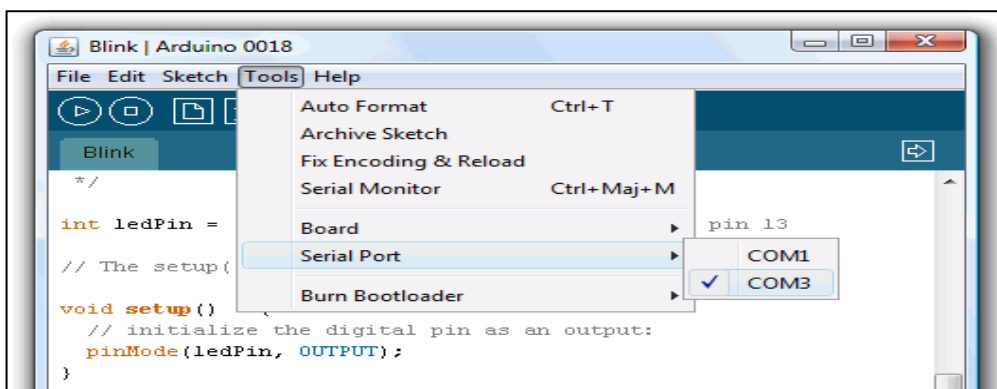 Blink | Arduino 0018
File Edit Sketch Tools Help
Auto Format Ctrl+T
Archive Sketch
Blink
Fix Encoding & Reload
*/
Serial Monitor Ctrl+Maj+M
int ledPin = pin 13
Board
Serial Port
COM1
// The setup(
COM3
Burn Bootloader
void setup()
// initialize the digital pin as an output:
pinMode(ledPin, OUTPUT);
}